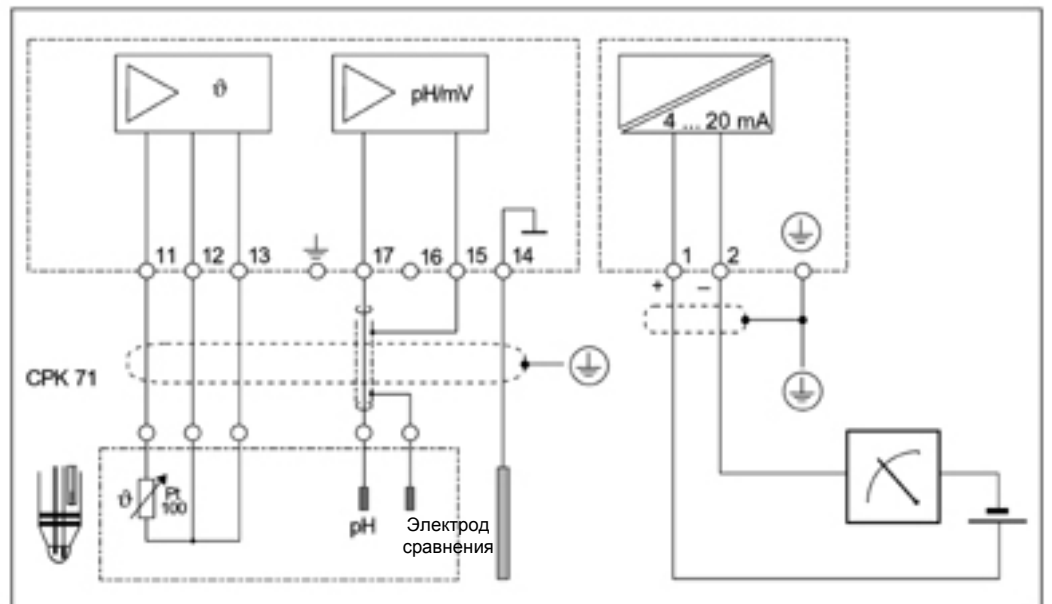 ϑ
pH/mV
4 ... 20 mA
11 12 13 17 16 15 14 1 2
+ –
CPK 71
ϑ
Pt
100
pH
Электрод
сравнения